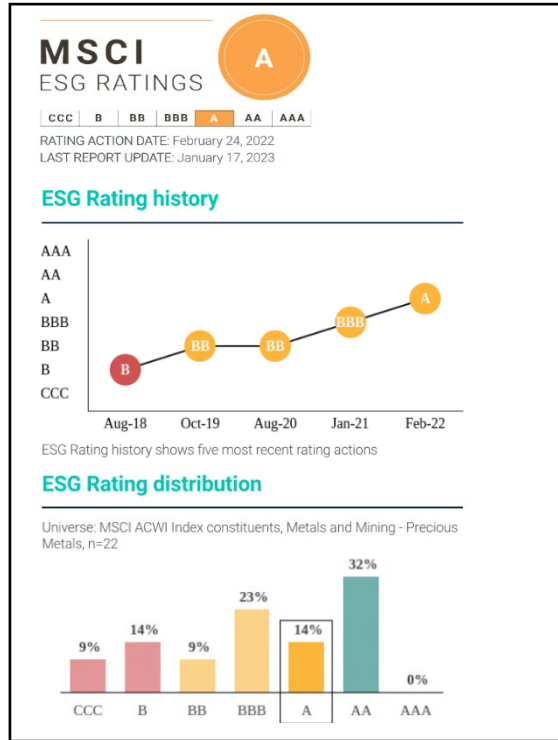 MSCI
ESG RATINGS
A
CCC B BB BBB A AA AAA
RATING ACTION DATE: February 24, 2022
LAST REPORT UPDATE: January 17, 2023
ESG Rating history
AAA
AA
A
BBB
BB
B
CCC
B
BB
BB
BBB
A
Aug-18 Oct-19 Aug-20 Jan-21 Feb-22
ESG Rating history shows five most recent rating actions
ESG Rating distribution
Universe: MSCI ACWI Index constituents, Metals and Mining - Precious
Metals, n=22
9% 14% 9% 23% 14% 32% 0%
CCC B BB BBB A AA AAA